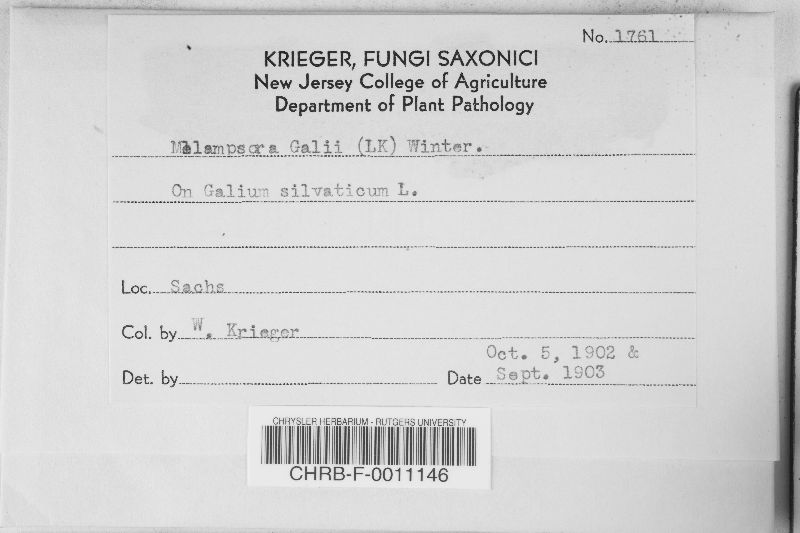 No. 1761
KRIEGER, FUNGI SAXONICI
New Jersey College of Agriculture
Department of Plant Pathology
Melampsora Galii (LK) Winter.
On Galium silvaticum L.
Loc. Sachs
Col. by W. Krieger
Oct. 5, 1902 &
Det. by Date Sept. 1903
CHRYSLER HERBARIUM - RUTGERS UNIVERSITY
CHRB-F-0011146